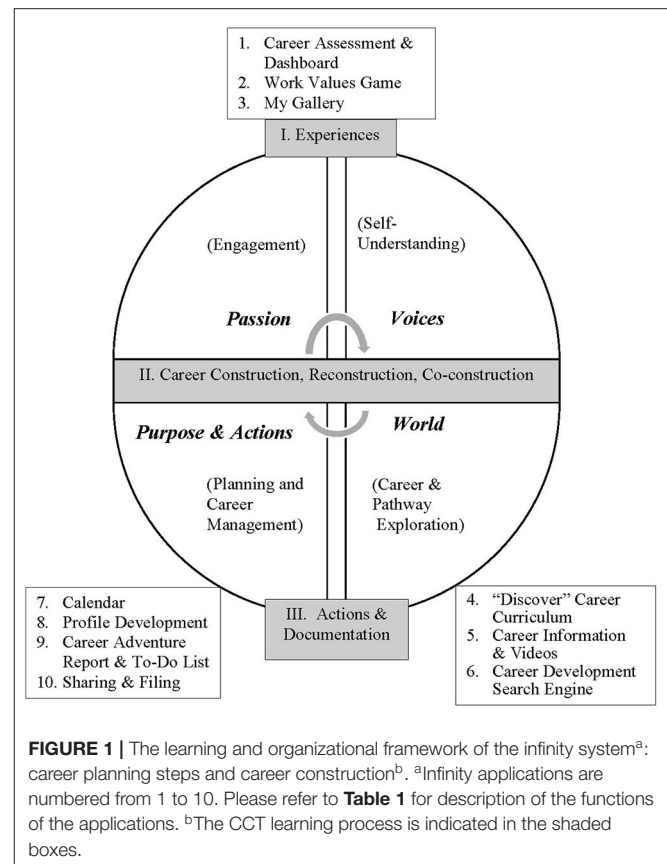 1. Career Assessment &
Dashboard
2. Work Values Game
3. My Gallery
I. Experiences
(Engagement)
(Self-
Understanding)
Passion
Voices
II. Career Construction, Reconstruction, Co-construction
Purpose & Actions
World
(Planning and
Career
Management)
(Career &
Pathway
Exploration)
7. Calendar
8. Profile Development
9. Career Adventure
Report & To-Do List
10. Sharing & Filing
III. Actions &
Documentation
4. “Discover” Career
Curriculum
5. Career Information
& Videos
6. Career Development
Search Engine
FIGURE 1 | The learning and organizational framework of the infinity systemᵃ:
career planning steps and career constructionᵇ. ᵃInfinity applications are
numbered from 1 to 10. Please refer to Table 1 for description of the functions
of the applications. ᵇThe CCT learning process is indicated in the shaded
boxes.